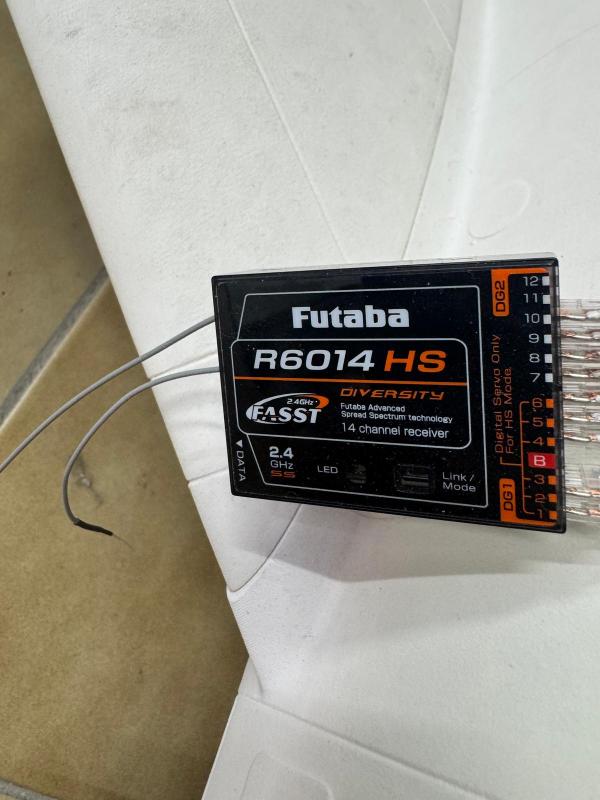 Futaba
R6014 HS
DIVERSITY
2.4GHz
FASST
Futaba Advanced
Spread Spectrum technology
14 channel receiver
◀DATA
2.4
GHz
SS
LED
Link/
Mode
DG2
12
11
10
9
8
7
6
5
4
B
3
2
1
DG1
Digital Servo Only
For HS Mode